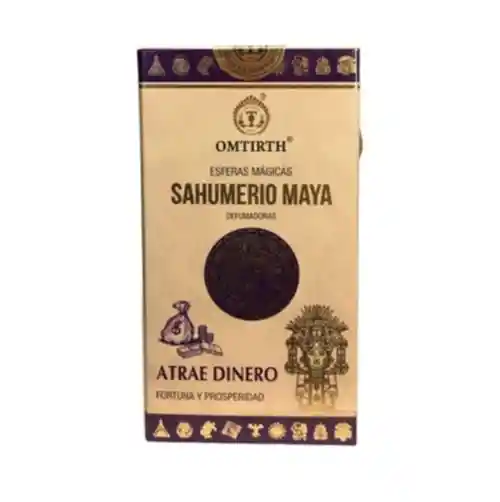 OMTIRTH®
ESFERAS MÁGICAS
SAHUMERIO MAYA
DEFUMADORAS
ATRAE DINERO
FORTUNA Y PROSPERIDAD